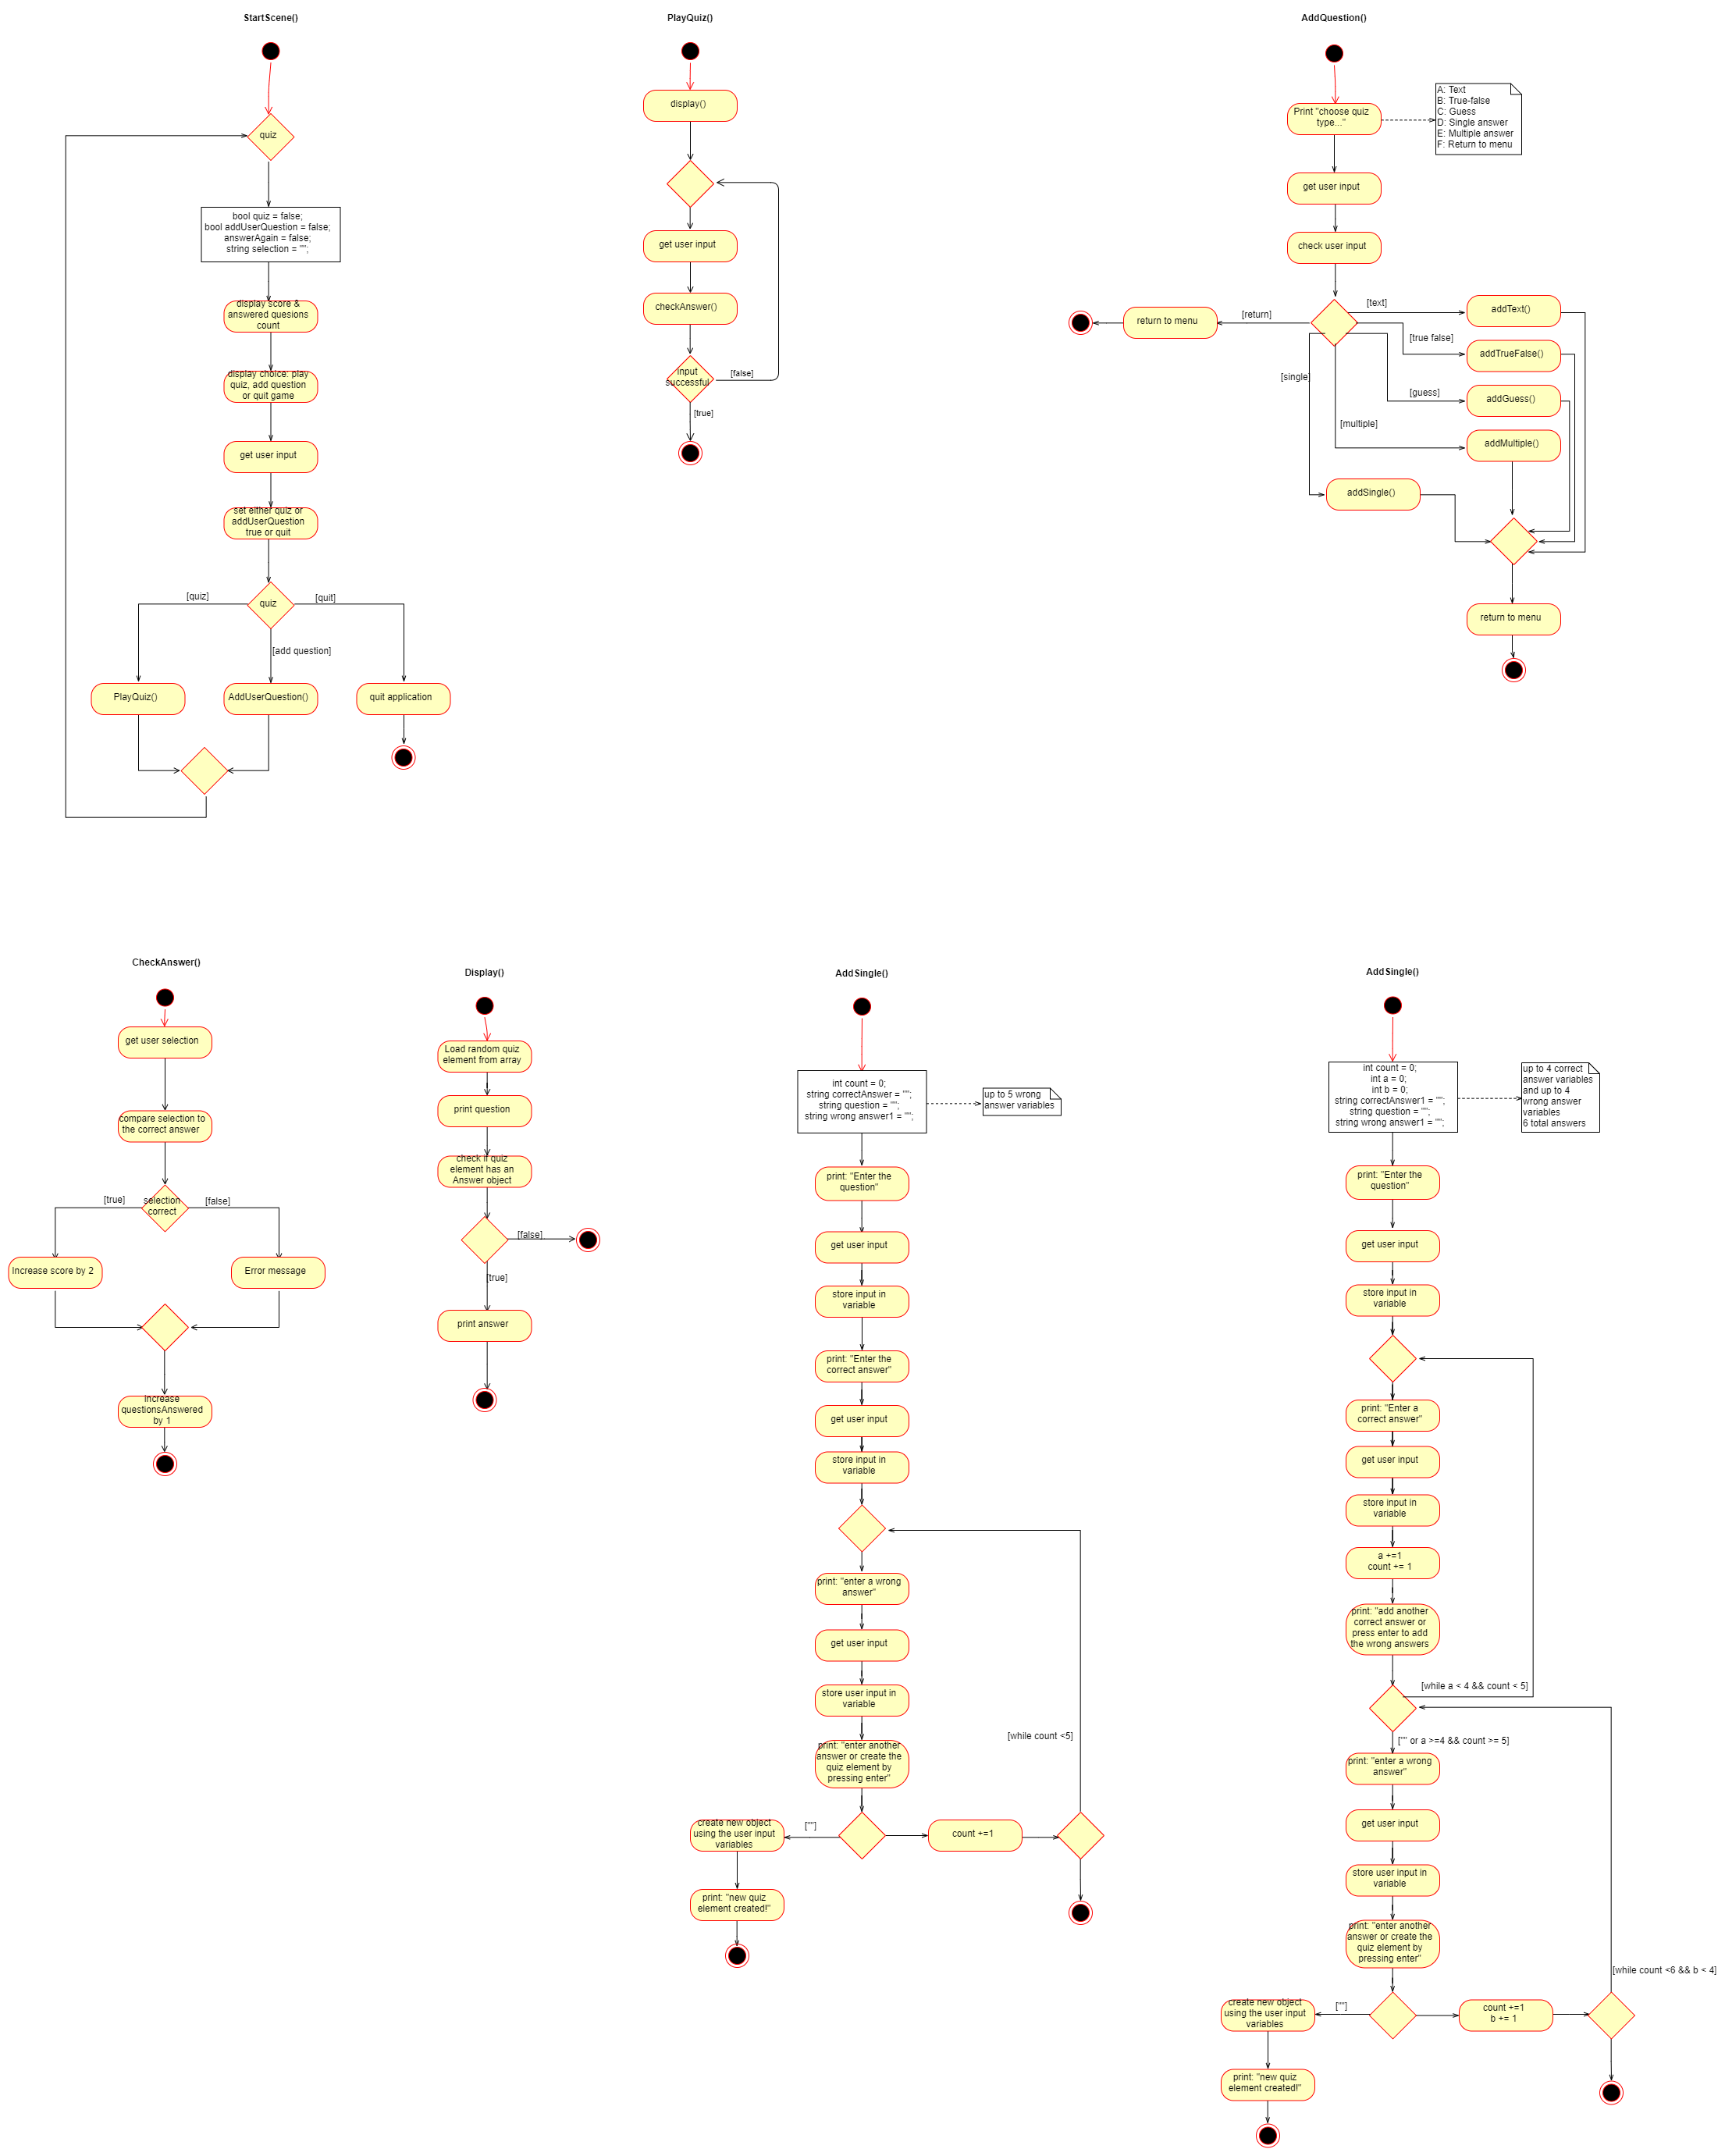 StartScene()
quiz
bool quiz = false;
bool addUserQuestion = false;
answerAgain = false;
string selection = "";
display score &
answered quesions
count
display choice: play
quiz, add question
or quit game
get user input
set either quiz or
addUserQuestion
true or quit
quiz
[quiz]
[quit]
[add question]
PlayQuiz()
AddUserQuestion()
quit application
PlayQuiz()
display()
get user input
checkAnswer()
input
successful
[false]
[true]
AddQuestion()
Print "choose quiz
type..."
A: Text
B: True-false
C: Guess
D: Single answer
E: Multiple answer
F: Return to menu
get user input
check user input
[text]
addText()
[return]
return to menu
[true false]
addTrueFalse()
[single]
[guess]
addGuess()
[multiple]
addMultiple()
addSingle()
return to menu
CheckAnswer()
get user selection
compare selection to
the correct answer
selection
correct
[true]
[false]
Increase score by 2
Error message
increase
questionsAnswered
by 1
Display()
Load random quiz
element from array
print question
check if quiz
element has an
Answer object
[false]
[true]
print answer
AddSingle()
int count = 0;
string correctAnswer = "";
string question = "";
string wrong answer1 = "";
up to 5 wrong
answer variables
print: "Enter the
question"
get user input
store input in
variable
print: "Enter the
correct answer"
get user input
store input in
variable
print: "enter a wrong
answer"
get user input
store user input in
variable
print: "enter another
answer or create the
quiz element by
pressing enter"
[while count <5]
[""]
create new object
using the user input
variables
count +=1
print: "new quiz
element created!"
AddSingle()
int count = 0;
int a = 0;
int b = 0;
string correctAnswer1 = "";
string question = "";
string wrong answer1 = "";
up to 4 correct
answer variables
and up to 4
wrong answer
variables
6 total answers
print: "Enter the
question"
get user input
store input in
variable
print: "Enter a
correct answer"
get user input
store input in
variable
a +=1
count += 1
print: "add another
correct answer or
press enter to add
the wrong answers
[while a < 4 && count < 5]
["" or a >=4 && count >= 5]
print: "enter a wrong
answer"
get user input
store user input in
variable
print: "enter another
answer or create the
quiz element by
pressing enter"
[while count <6 && b < 4]
[""]
create new object
using the user input
variables
count +=1
b += 1
print: "new quiz
element created!"